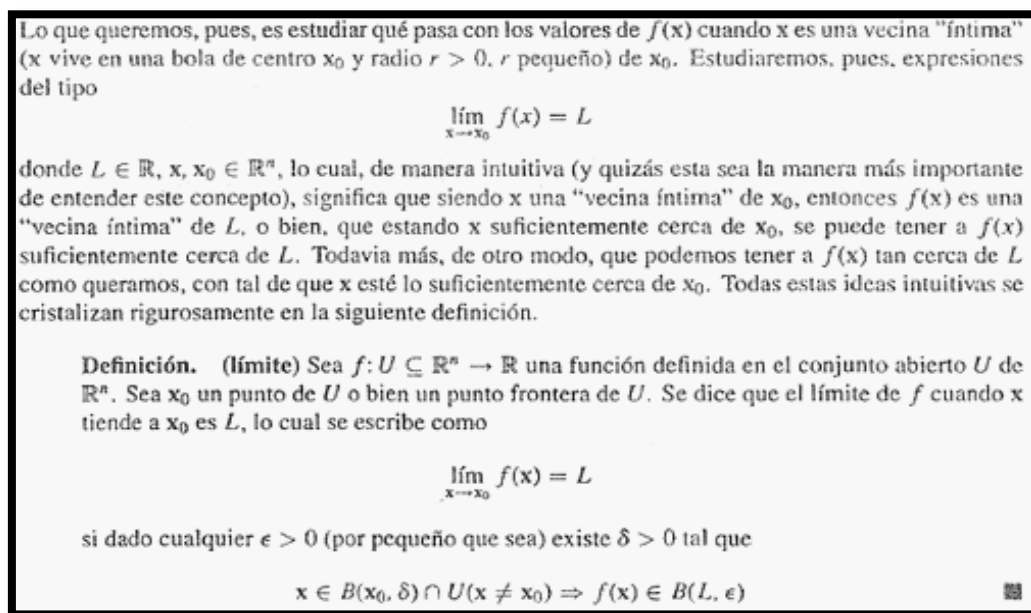 Lo que queremos, pues, es estudiar qué pasa con los valores de f(x) cuando x es una vecina "íntima"
(x vive en una bola de centro x₀ y radio r > 0, r pequeño) de x₀. Estudiaremos, pues, expresiones
del tipo
lím f(x) = L
x→x₀
donde L ∈ ℝ, x, x₀ ∈ ℝⁿ, lo cual, de manera intuitiva (y quizás esta sea la manera más importante
de entender este concepto), significa que siendo x una "vecina íntima" de x₀, entonces f(x) es una
"vecina íntima" de L, o bien, que estando x suficientemente cerca de x₀, se puede tener a f(x)
suficientemente cerca de L. Todavia más, de otro modo, que podemos tener a f(x) tan cerca de L
como queramos, con tal de que x esté lo suficientemente cerca de x₀. Todas estas ideas intuitivas se
cristalizan rigurosamente en la siguiente definición.
Definición. (límite) Sea f: U ⊆ ℝⁿ → ℝ una función definida en el conjunto abierto U de
ℝⁿ. Sea x₀ un punto de U o bien un punto frontera de U. Se dice que el límite de f cuando x
tiende a x₀ es L, lo cual se escribe como
lím f(x) = L
x→x₀
si dado cualquier ϵ > 0 (por pequeño que sea) existe δ > 0 tal que
x ∈ B(x₀, δ) ∩ U(x ≠ x₀) ⇒ f(x) ∈ B(L, ϵ)